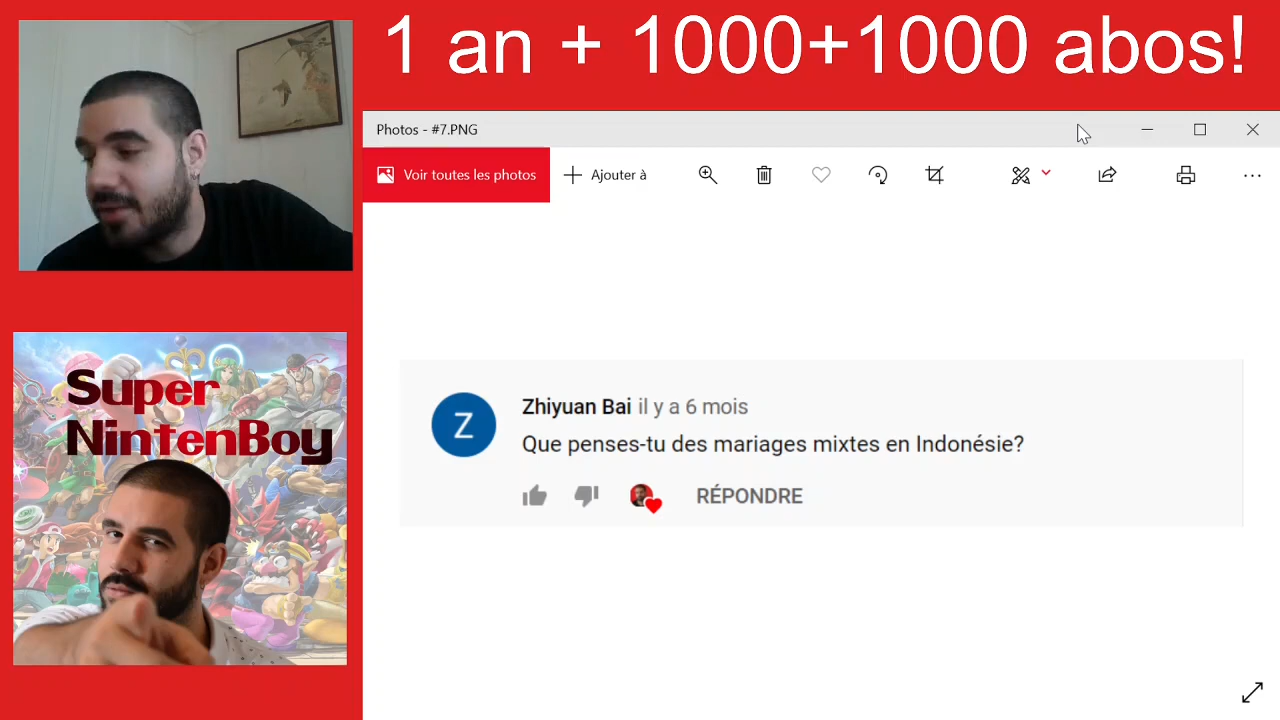 1 an + 1000+1000 abos!
Photos - #7.PNG
Voir toutes les photos
Ajouter à
Super
NintenBoy
Z
Zhiyuan Bai il y a 6 mois
Que penses-tu des mariages mixtes en Indonésie?
RÉPONDRE